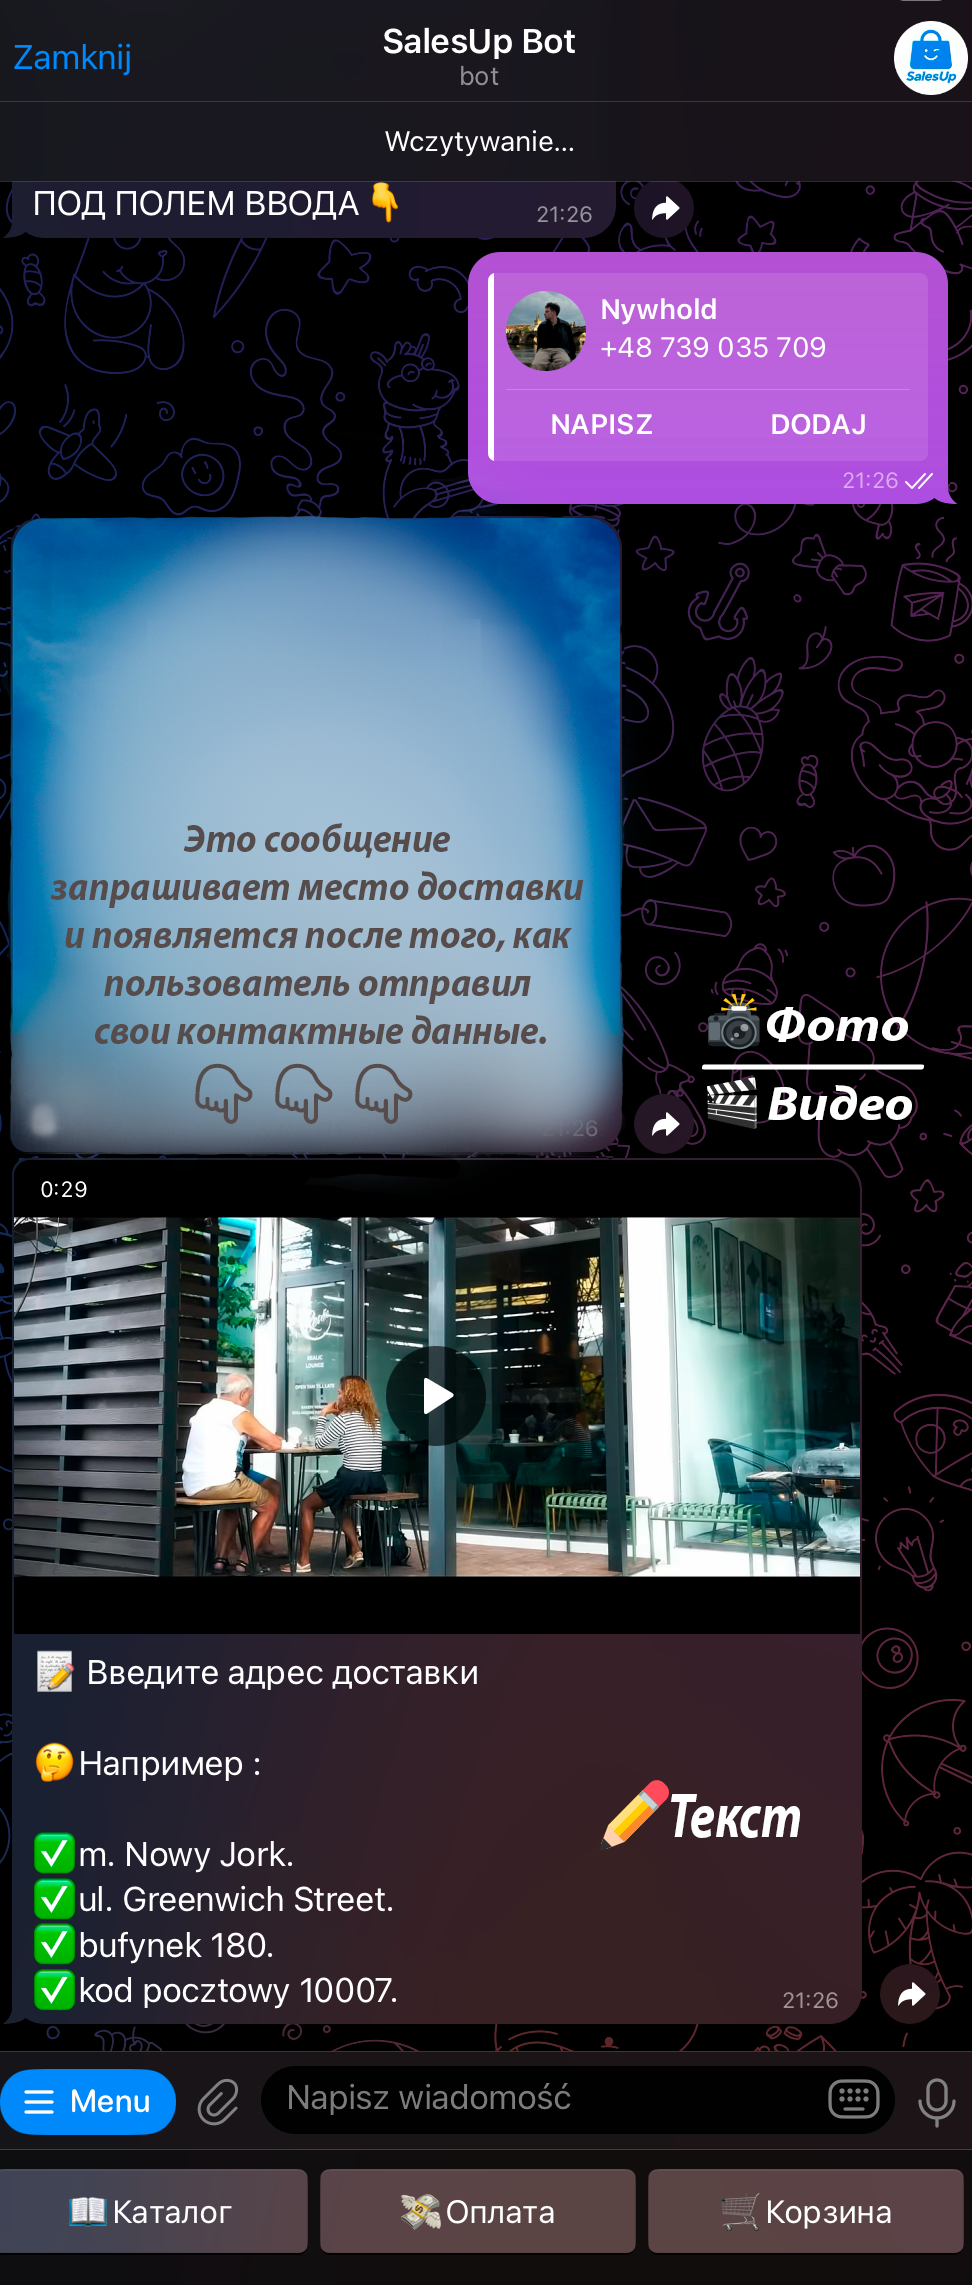 Zamknij
SalesUp Bot
bot
SalesUp
Wczytywanie...
ПОД ПОЛЕМ ВВОДА👇
21:26
Nywhold
+48 739 035 709
NAPISZ
DODAJ
21:26
Это сообщение
запрашивает место доставки
и появляется после того, как
пользователь отправил
свои контактные данные.
21:26
📸Фото
🎬Видео
0:29
📝 Введите адрес доставки
🤔Например :
✏️Текст
✅m. Nowy Jork.
✅ul. Greenwich Street.
✅bufynek 180.
✅kod pocztowy 10007.
21:26
Menu
Napisz wiadomość
📖Каталог
💸Оплата
🛒Корзина